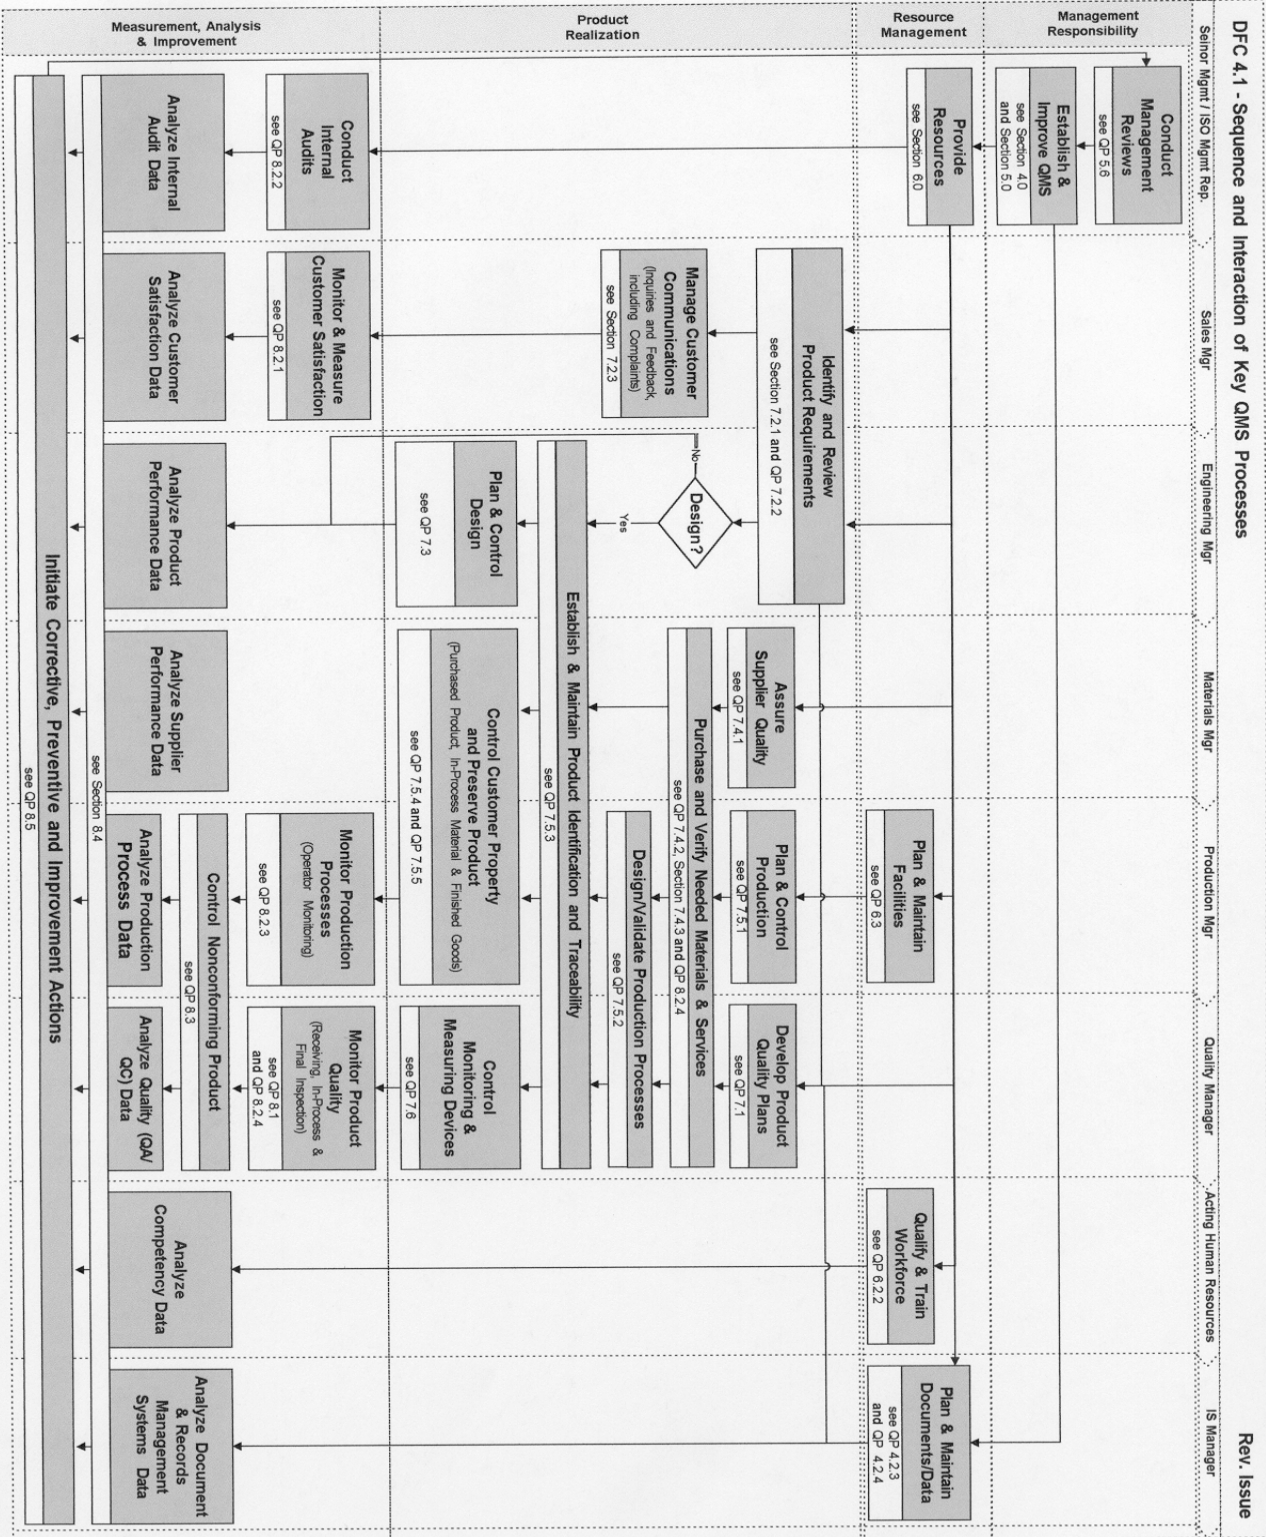 DFC 4.1 - Sequence and Interaction of Key QMS Processes
Rev. Issue
Seinor Mgmt / ISO Mgmt Rep.
Sales Mgr
Engineering Mgr
Materials Mgr
Production Mgr
Quality Manager
Acting Human Resources
IS Manager
Management
Responsibility
Conduct
Management
Reviews
see QP 5.6
Establish &
Improve QMS
see Section 4.0
and Section 5.0
Resource
Management
Provide
Resources
see Section 6.0
Plan & Maintain
Facilities
see QP 6.3
Qualify & Train
Workforce
see QP 6.2.2
Plan & Maintain
Documents/Data
see QP 4.2.3
and QP 4.2.4
Product
Realization
Identify and Review
Product Requirements
see Section 7.2.1 and QP 7.2.2
Manage Customer
Communications
(Inquiries and Feedback,
including Complaints)
see Section 7.2.3
Design?
No
Yes
Assure
Supplier Quality
see QP 7.4.1
Plan & Control
Production
see QP 7.5.1
Develop Product
Quality Plans
see QP 7.1
Purchase and Verify Needed Materials & Services
see QP 7.4.2, Section 7.4.3 and QP 8.2.4
Design/Validate Production Processes
see QP 7.5.2
Establish & Maintain Product Identification and Traceability
see QP 7.5.3
Plan & Control
Design
see QP 7.3
Control Customer Property
and Preserve Product
(Purchased Product, In-Process Material & Finished Goods)
see QP 7.5.4 and QP 7.5.5
Control
Monitoring &
Measuring Devices
see QP 7.6
Measurement, Analysis
& Improvement
Conduct
Internal
Audits
see QP 8.2.2
Monitor & Measure
Customer Satisfaction
see QP 8.2.1
Monitor Production
Processes
(Operator Monitoring)
see QP 8.2.3
Monitor Product
Quality
(Receiving, In-Process &
Final Inspection)
see QP 8.1
and QP 8.2.4
Control Nonconforming Product
see QP 8.3
Analyze Internal
Audit Data
Analyze Customer
Satisfaction Data
Analyze Product
Performance Data
Analyze Supplier
Performance Data
Analyze Production
Process Data
Analyze Quality (QA/
QC) Data
Analyze
Competency Data
Analyze Document
& Records
Management
Systems Data
see Section 8.4
Initiate Corrective, Preventive and Improvement Actions
see QP 8.5